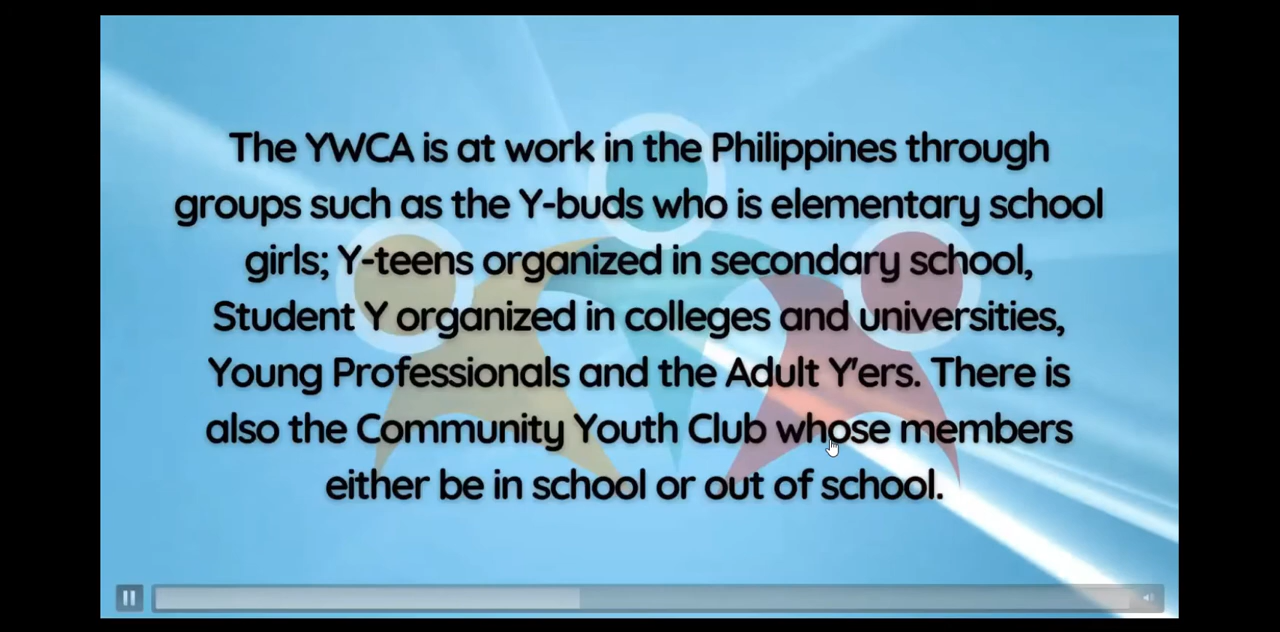 The YWCA is at work in the Philippines through
groups such as the Y-buds who is elementary school
girls; Y-teens organized in secondary school,
Student Y organized in colleges and universities,
Young Professionals and the Adult Y'ers. There is
also the Community Youth Club whose members
either be in school or out of school.